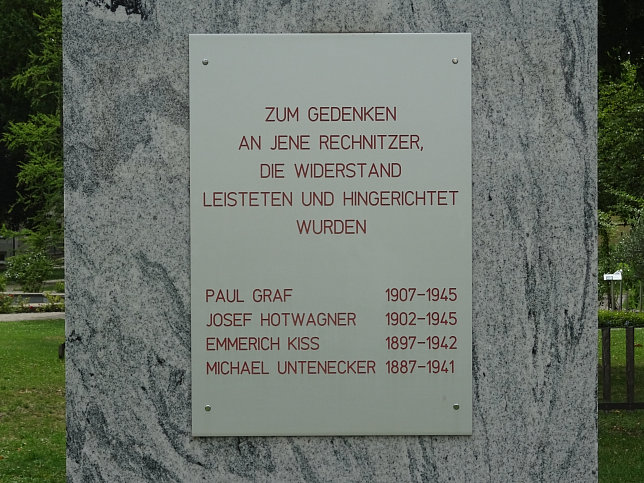 ZUM GEDENKEN
AN JENE RECHNITZER,
DIE WIDERSTAND
LEISTETEN UND HINGERICHTET
WURDEN
PAUL GRAF 1907-1945
JOSEF HOTWAGNER 1902-1945
EMMERICH KISS 1897-1942
MICHAEL UNTENECKER 1887-1941